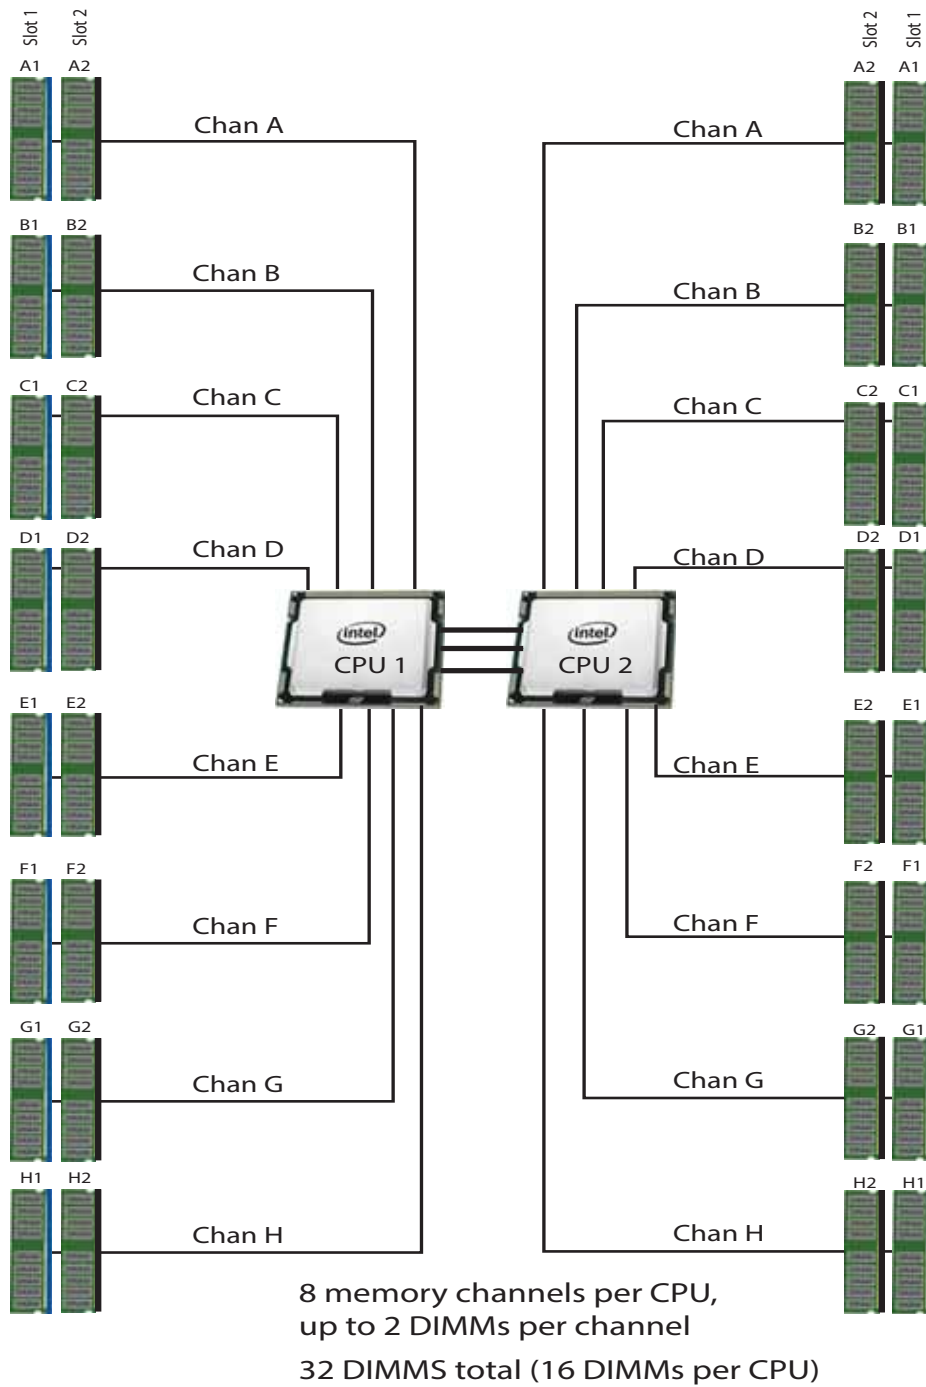 Slot 1 Slot 2 Slot 2 Slot 1
A1 A2 A2 A1
Chan A Chan A
B1 B2 B2 B1
Chan B Chan B
C1 C2 C2 C1
Chan C Chan C
D1 D2 D2 D1
Chan D Chan D
intel intel
CPU 1 CPU 2
E1 E2 E2 E1
Chan E Chan E
F1 F2 F2 F1
Chan F Chan F
G1 G2 G2 G1
Chan G Chan G
H1 H2 H2 H1
Chan H Chan H
8 memory channels per CPU,
up to 2 DIMMs per channel
32 DIMMS total (16 DIMMs per CPU)